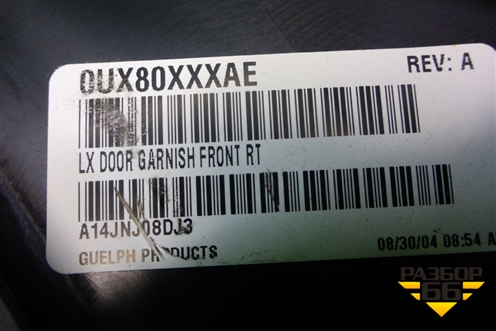 0UX80XXXAE REV: A
LX DOOR GARNISH FRONT RT
A14JNJ08DJ3
GUELPH PRODUCTS 08/30/04 08:54 A
РАЗБОР
66